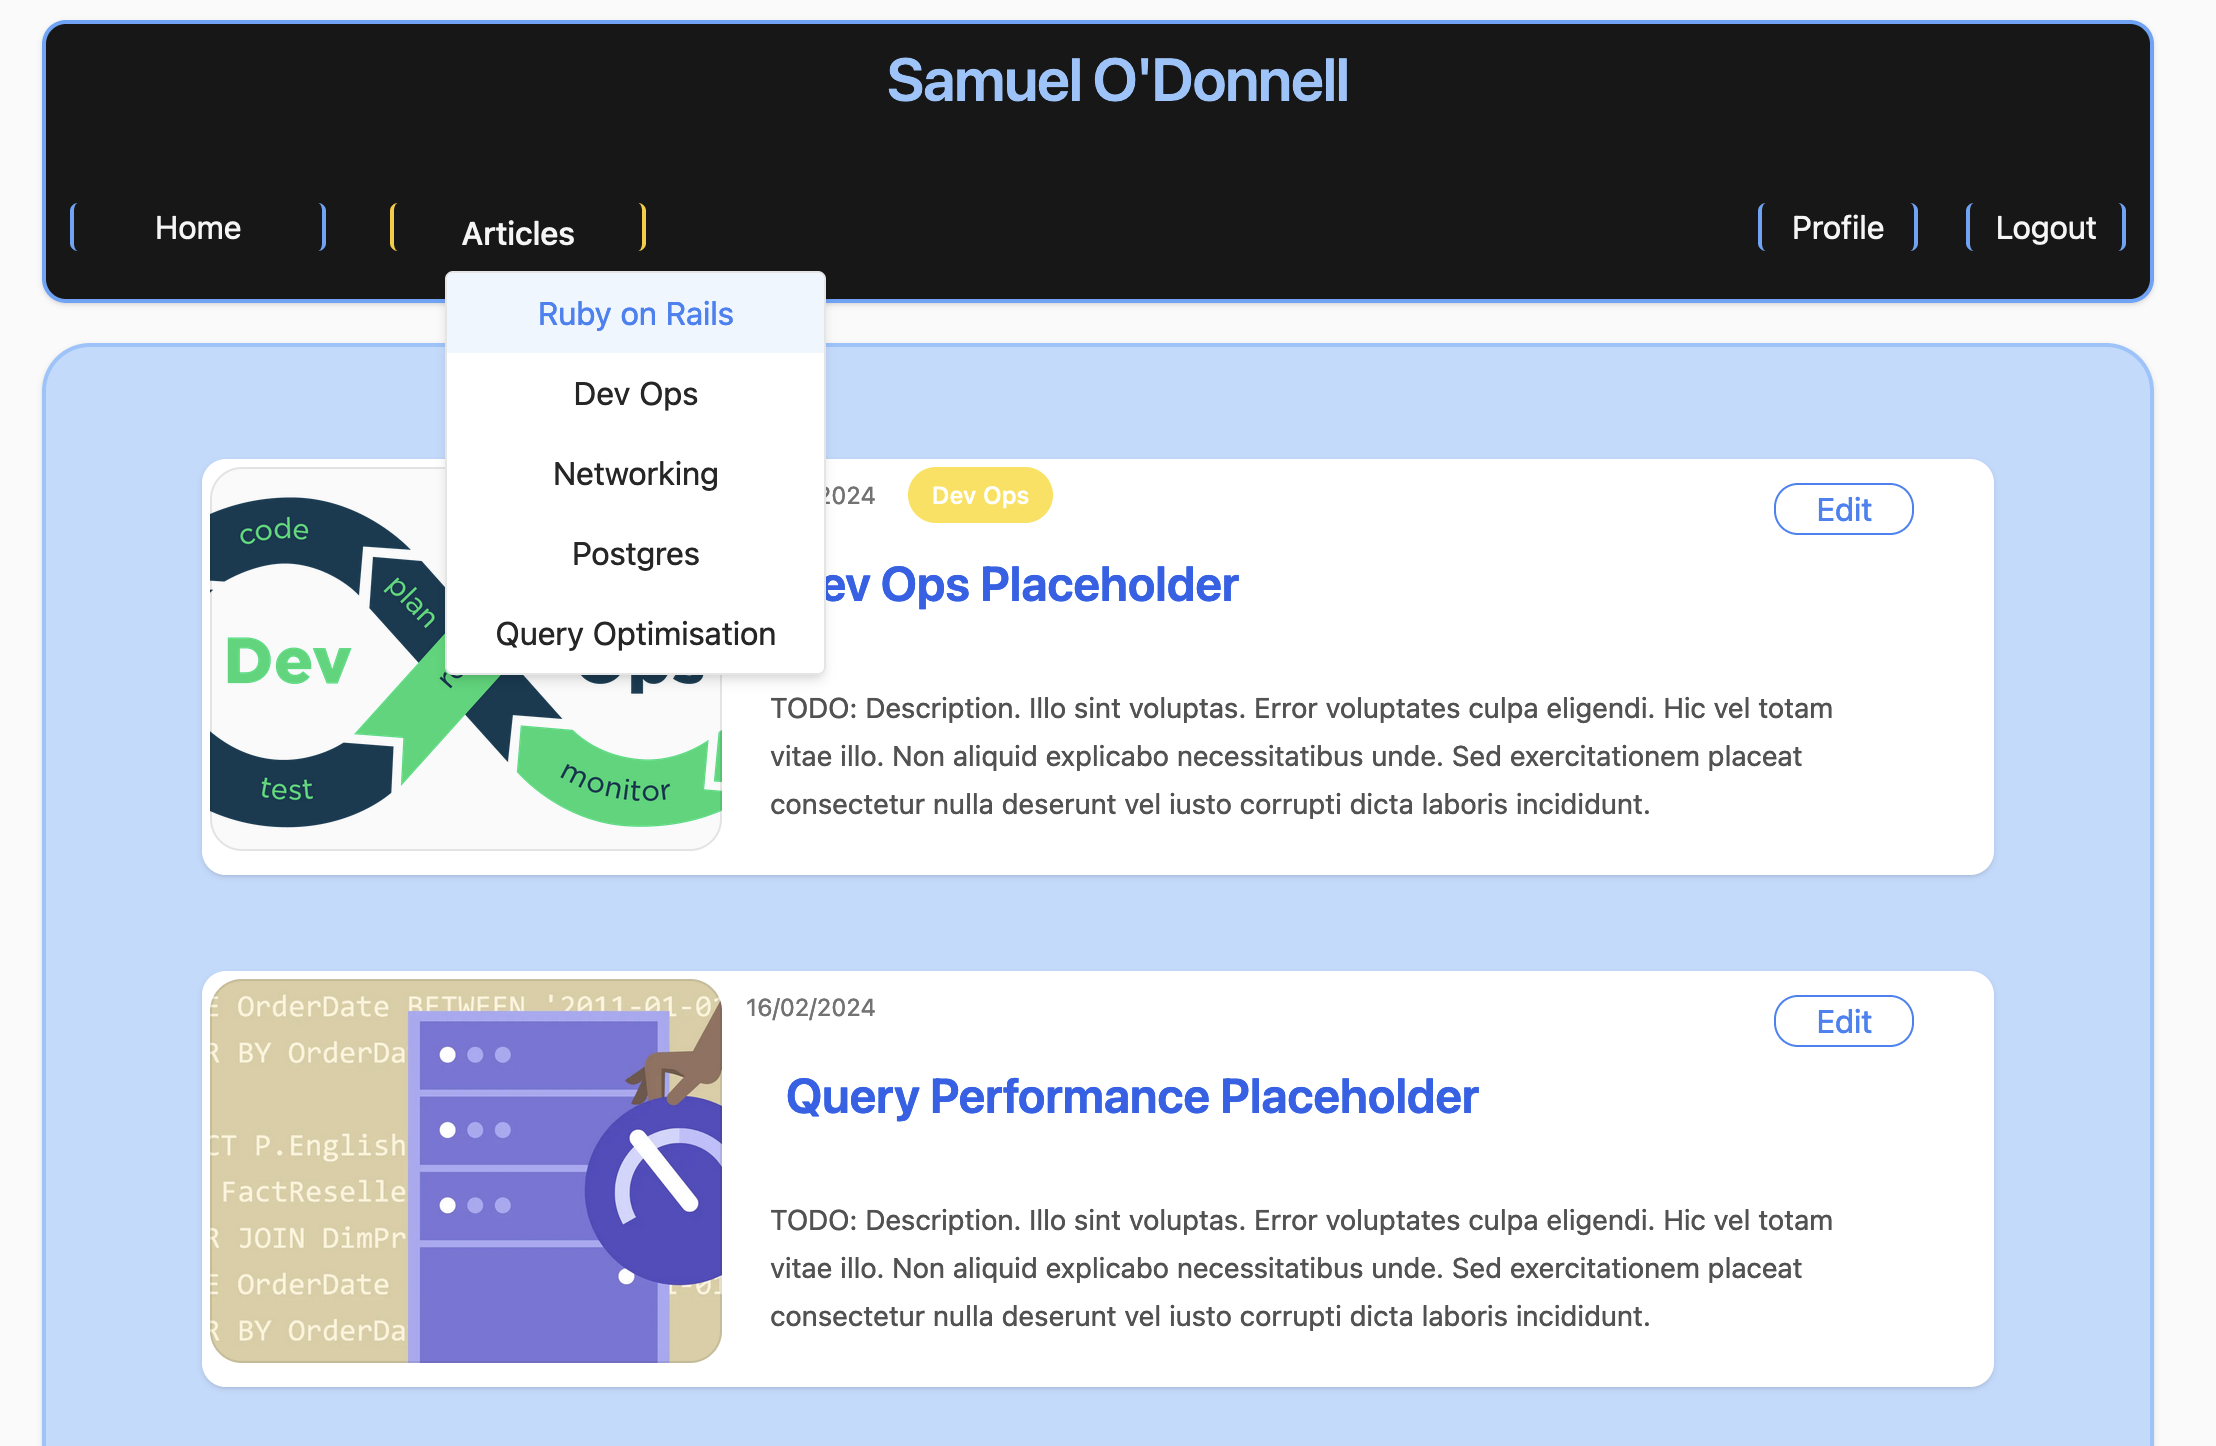 Samuel O'Donnell
Home
Articles
Profile
Logout
Ruby on Rails
Dev Ops
Networking
Postgres
Query Optimisation
2024
Dev Ops
Edit
ev Ops Placeholder
code
plan
Dev
Ops
test
monitor
TODO: Description. Illo sint voluptas. Error voluptates culpa eligendi. Hic vel totam
vitae illo. Non aliquid explicabo necessitatibus unde. Sed exercitationem placeat
consectetur nulla deserunt vel iusto corrupti dicta laboris incididunt.
E OrderDate BETWEEN '2011-01-01
R BY OrderDa
CT P.English
FactReselle
R JOIN DimPr
E OrderDate
1-01
R BY OrderDa
16/02/2024
Edit
Query Performance Placeholder
TODO: Description. Illo sint voluptas. Error voluptates culpa eligendi. Hic vel totam
vitae illo. Non aliquid explicabo necessitatibus unde. Sed exercitationem placeat
consectetur nulla deserunt vel iusto corrupti dicta laboris incididunt.